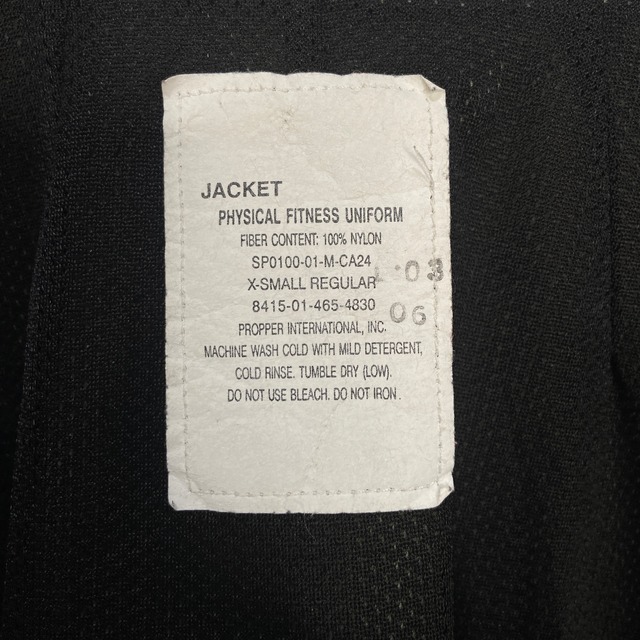 JACKET
PHYSICAL FITNESS UNIFORM
FIBER CONTENT: 100% NYLON
SP0100-01-M-CA24
:03
X-SMALL REGULAR
8415-01-465-4830
06
PROPPER INTERNATIONAL, INC.
MACHINE WASH COLD WITH MILD DETERGENT,
COLD RINSE. TUMBLE DRY (LOW).
DO NOT USE BLEACH. DO NOT IRON.